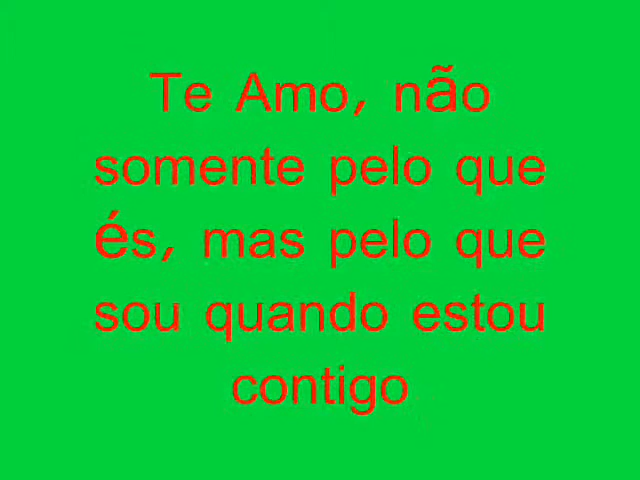 Te Amo, não
somente pelo que
és, mas pelo que
sou quando estou
contigo